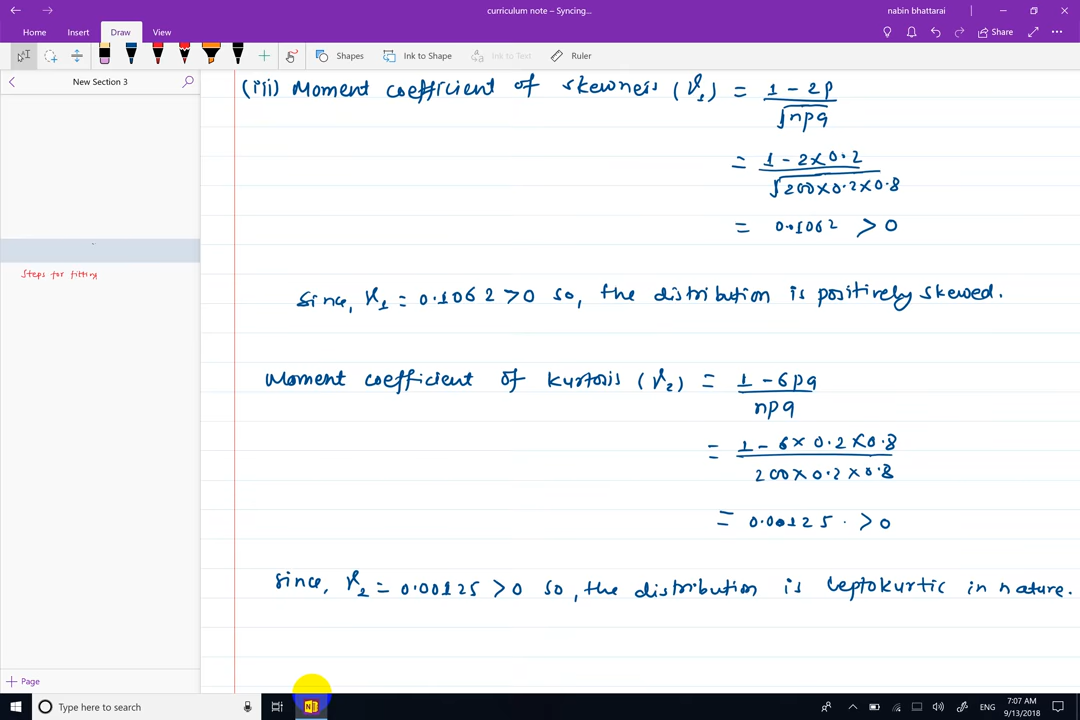 curriculum note – Syncing...
nabin bhattarai
Home Insert Draw View
Share
Shapes Ink to Shape Ink to Text Ruler
New Section 3
Steps for fitting
(iii) Moment coefficient of skewness (γ₁) = 1 - 2p / √npq
= 1 - 2×0.2 / √200×0.2×0.8
= 0.1062 > 0
Since, γ₁ = 0.1062 > 0 so, the distribution is positively skewed.
Moment coefficient of kurtosis (γ₂) = 1 - 6pq / npq
= 1 - 6×0.2×0.8 / 200×0.2×0.8
= 0.00125 > 0
Since, γ₂ = 0.00125 > 0 so, the distribution is leptokurtic in nature.
+ Page
Type here to search
ENG
7:07 AM
9/13/2018